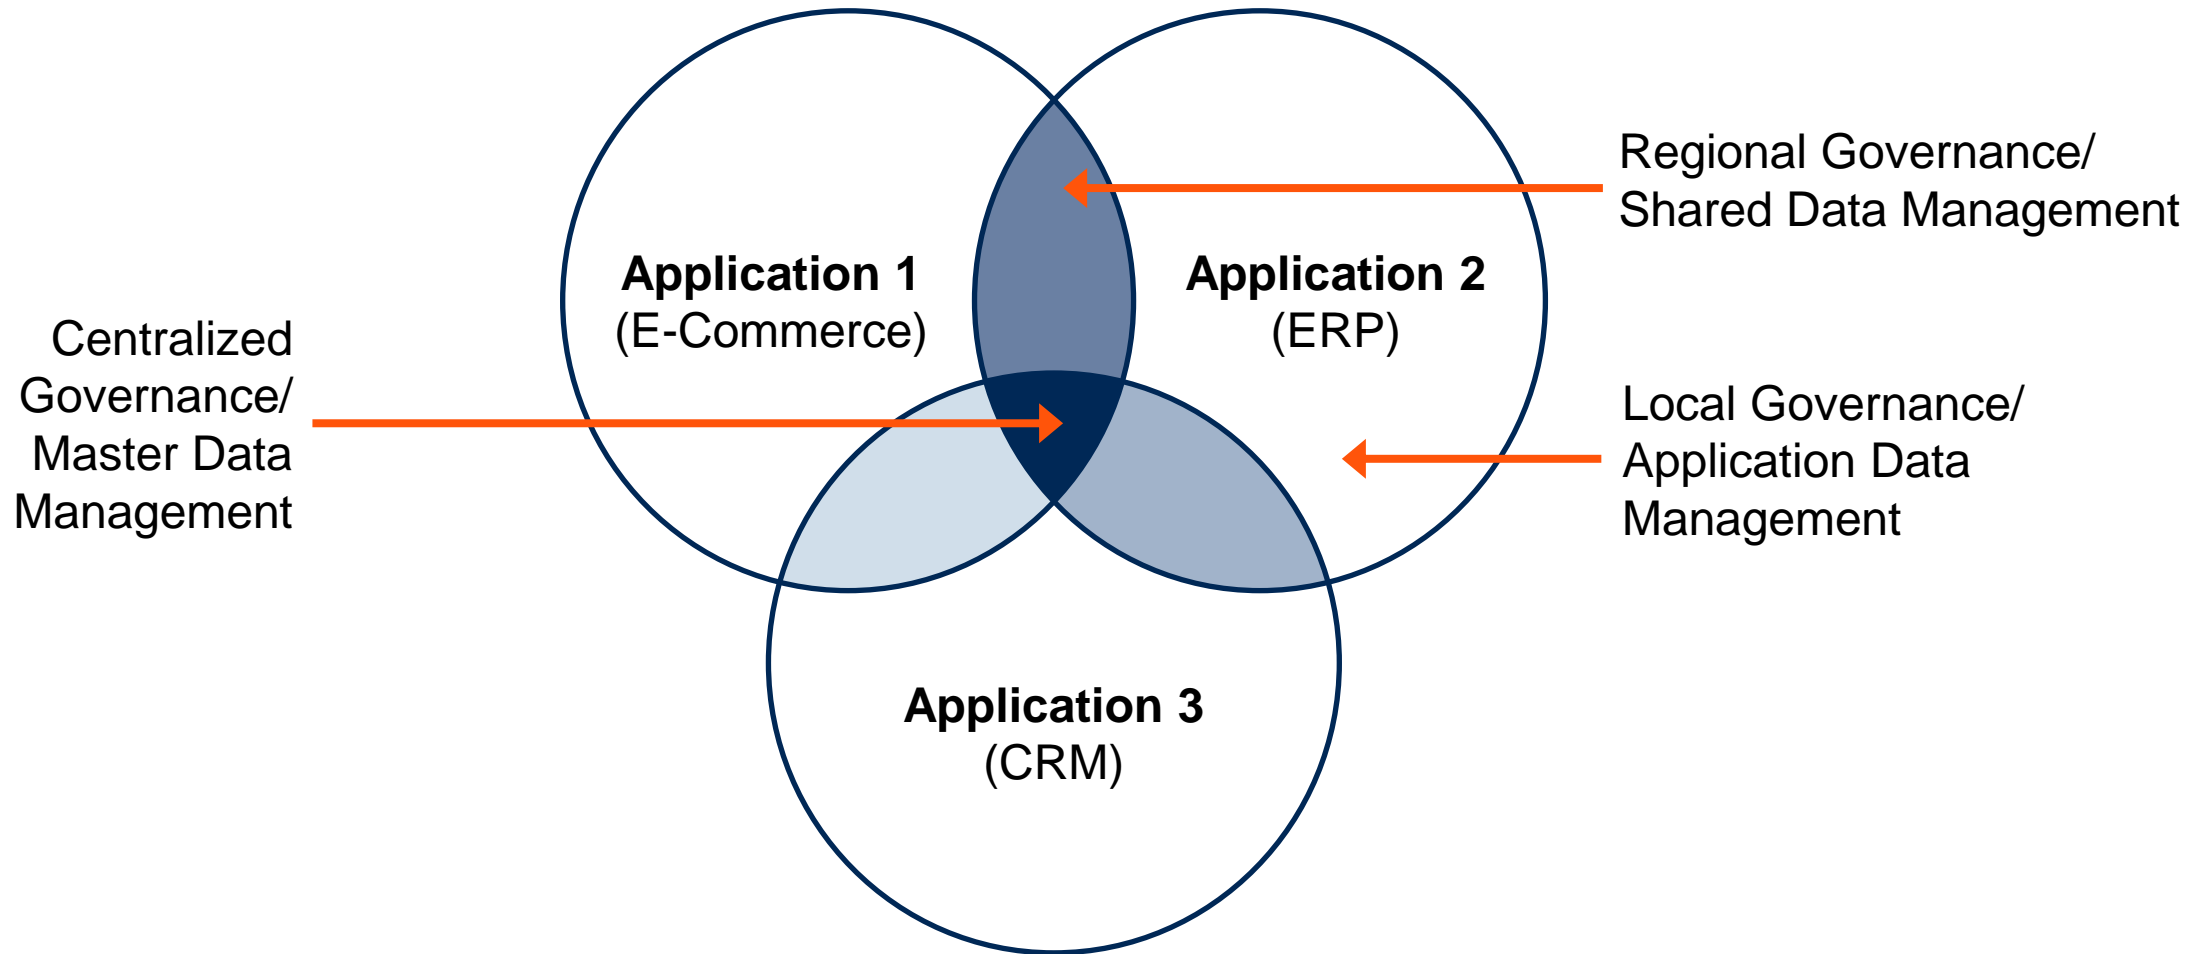 Regional Governance/
Shared Data Management
Application 1
(E-Commerce)
Application 2
(ERP)
Centralized
Governance/
Master Data
Management
Local Governance/
Application Data
Management
Application 3
(CRM)